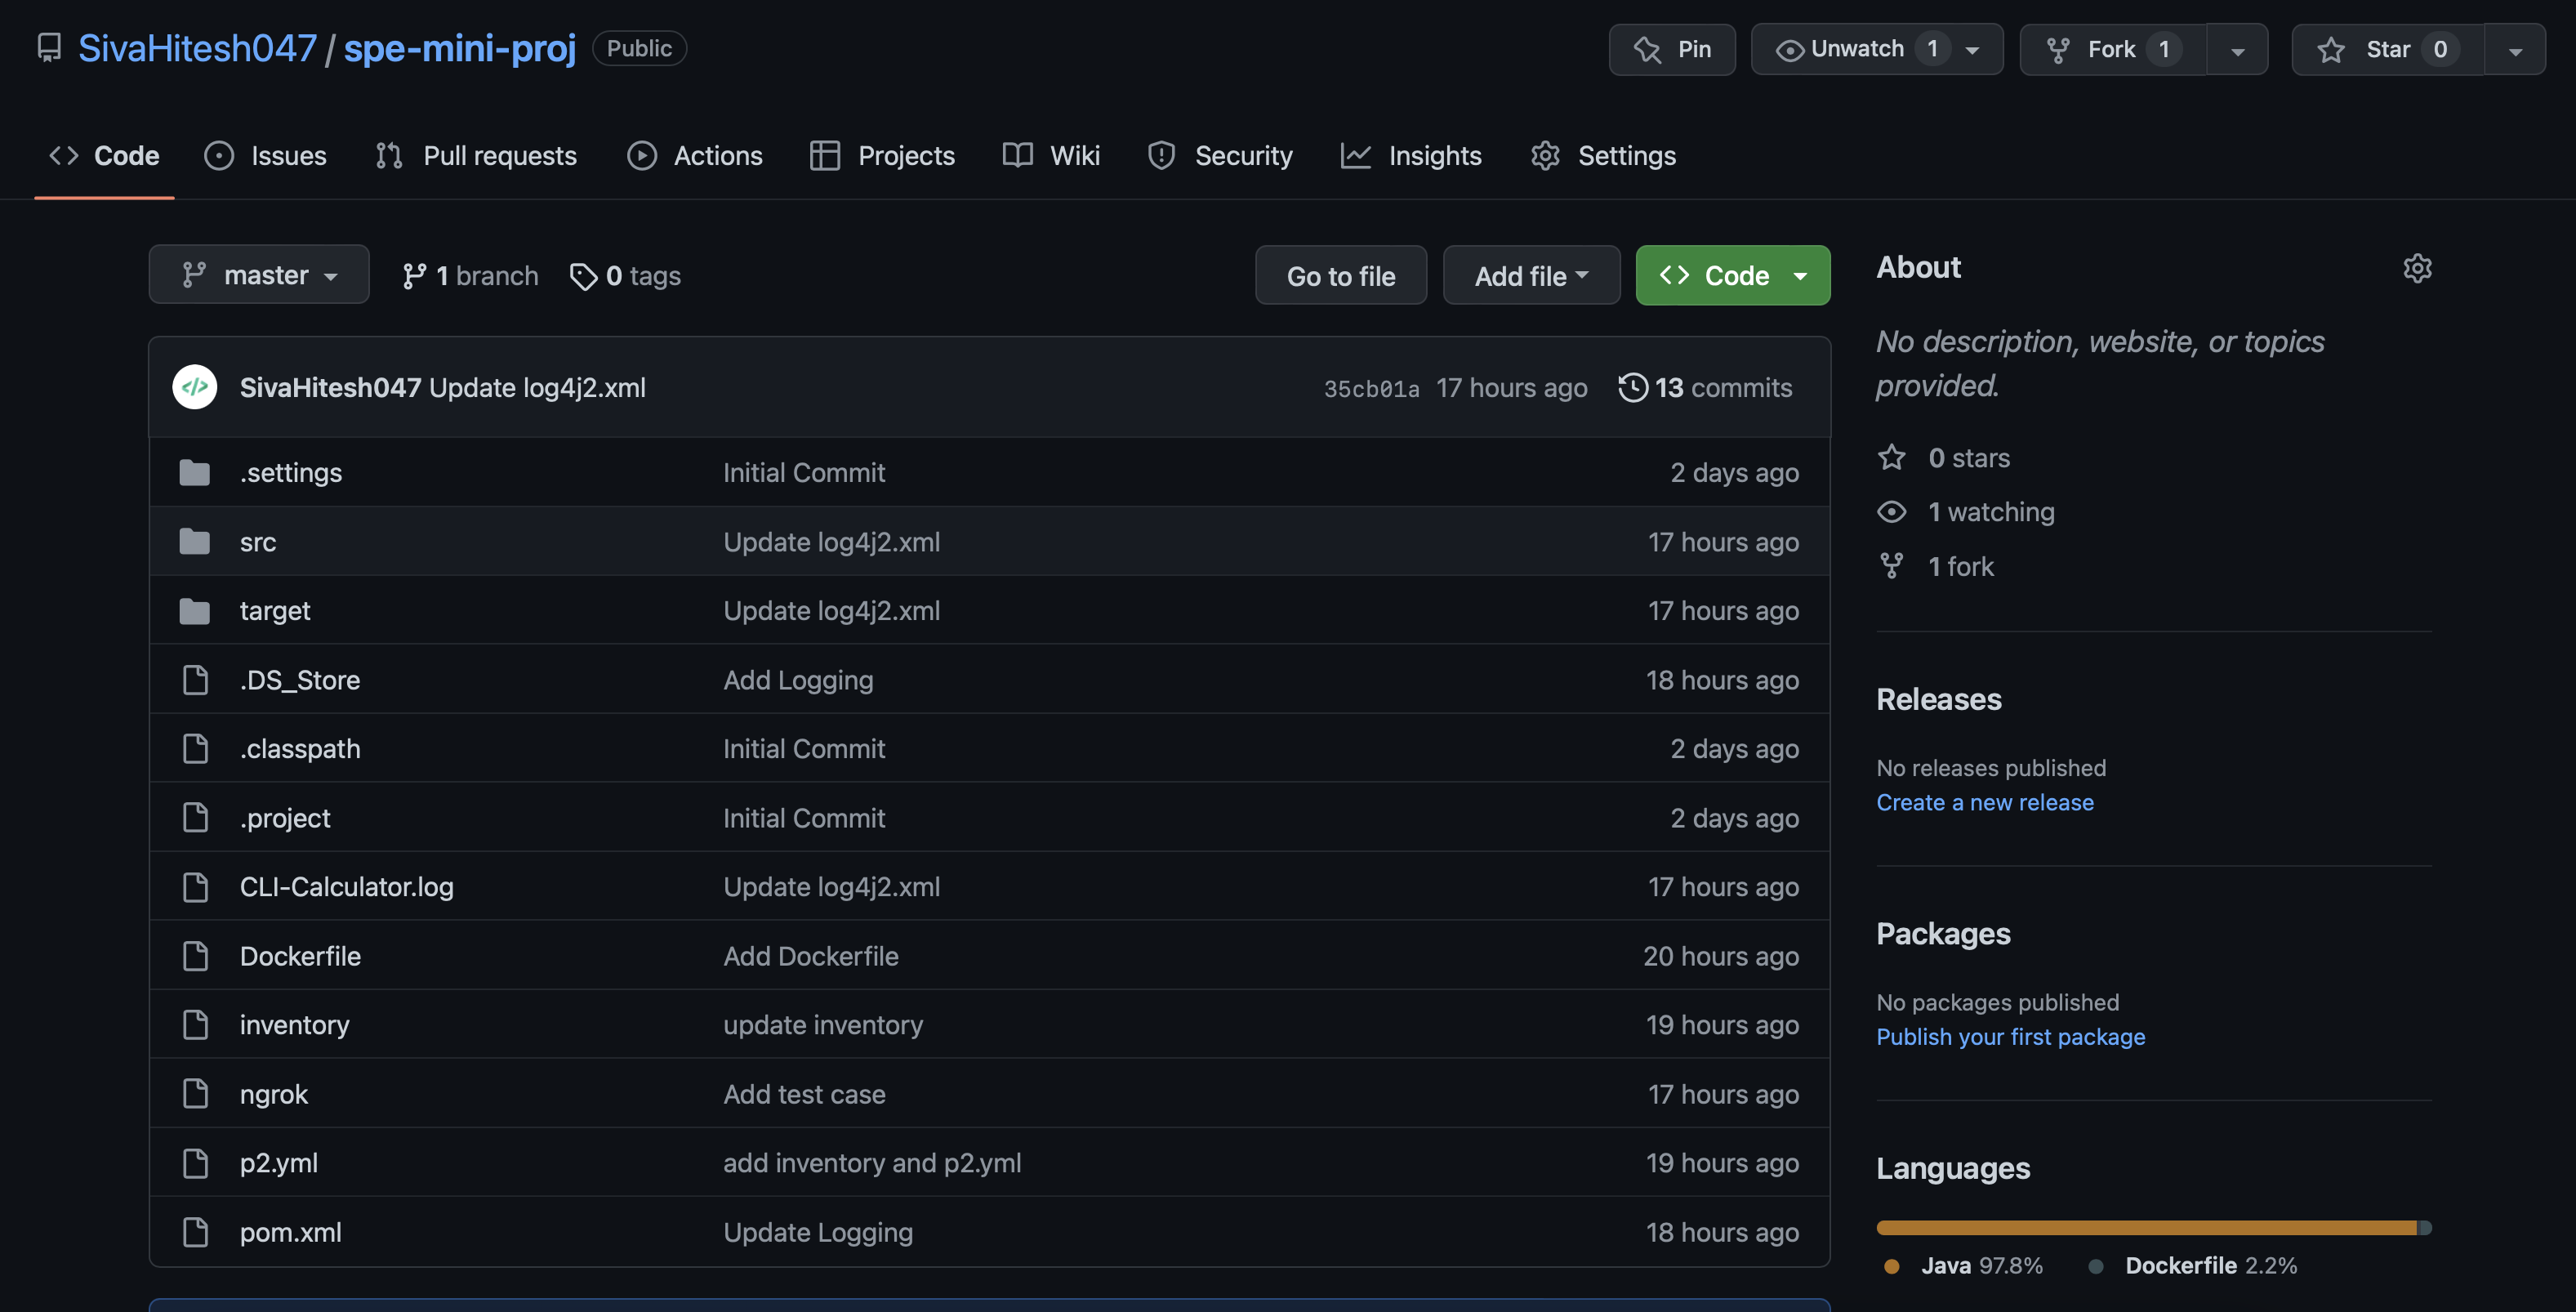 SivaHitesh047 / spe-mini-proj Public
Pin Unwatch 1 Fork 1 Star 0
Code Issues Pull requests Actions Projects Wiki Security Insights Settings
master 1 branch 0 tags Go to file Add file Code
SivaHitesh047 Update log4j2.xml 35cb01a 17 hours ago 13 commits
.settings Initial Commit 2 days ago
src Update log4j2.xml 17 hours ago
target Update log4j2.xml 17 hours ago
.DS_Store Add Logging 18 hours ago
.classpath Initial Commit 2 days ago
.project Initial Commit 2 days ago
CLI-Calculator.log Update log4j2.xml 17 hours ago
Dockerfile Add Dockerfile 20 hours ago
inventory update inventory 19 hours ago
ngrok Add test case 17 hours ago
p2.yml add inventory and p2.yml 19 hours ago
pom.xml Update Logging 18 hours ago
About
No description, website, or topics
provided.
0 stars
1 watching
1 fork
Releases
No releases published
Create a new release
Packages
No packages published
Publish your first package
Languages
Java 97.8% Dockerfile 2.2%